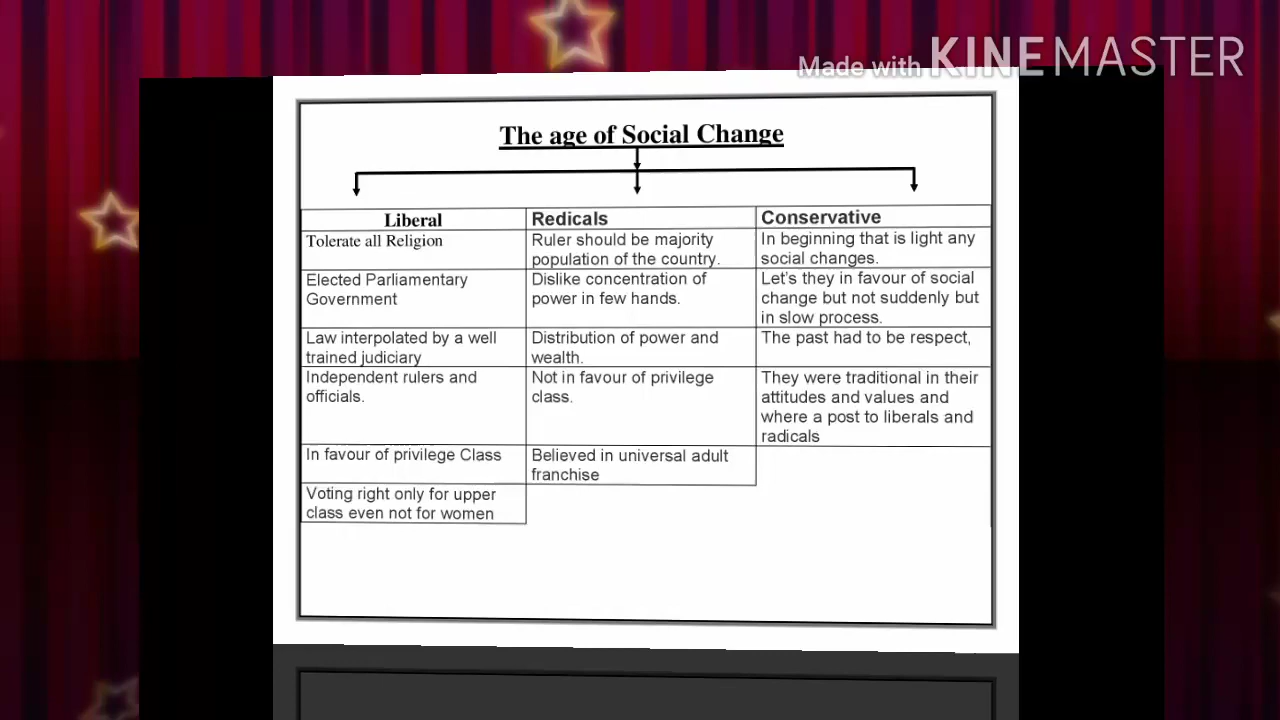 Made with KINEMASTER
The age of Social Change
Liberal
Redicals
Conservative
Tolerate all Religion
Ruler should be majority
population of the country.
In beginning that is light any
social changes.
Elected Parliamentary
Government
Dislike concentration of
power in few hands.
Let's they in favour of social
change but not suddenly but
in slow process.
Law interpolated by a well
trained judiciary
Distribution of power and
wealth.
The past had to be respect,
Independent rulers and
officials.
Not in favour of privilege
class.
They were traditional in their
attitudes and values and
where a post to liberals and
radicals
In favour of privilege Class
Believed in universal adult
franchise
Voting right only for upper
class even not for women